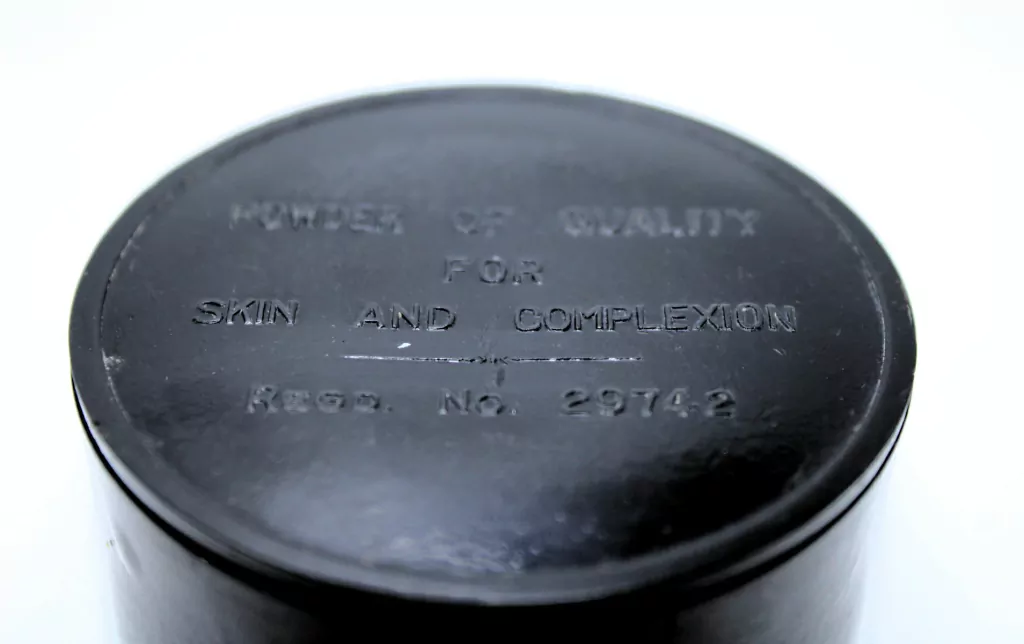 POWDER OF QUALITY
FOR
SKIN AND COMPLEXION
REGD. No. 29742